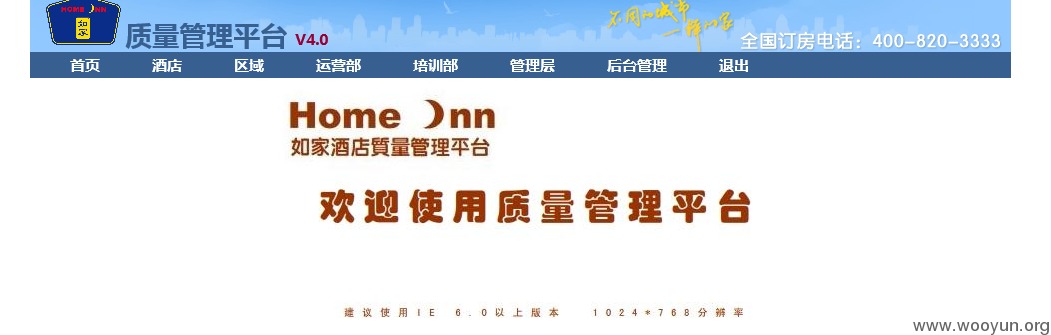 HOME INN
如家
质量管理平台 V4.0
不同的城市
一样的家
全国订房电话：400-820-3333
首页 酒店 区域 运营部 培训部 管理层 后台管理 退出
Home Inn
如家酒店質量管理平台
欢迎使用质量管理平台
建议使用IE 6.0以上版本 1024*768分辨率
www.wooyun.org